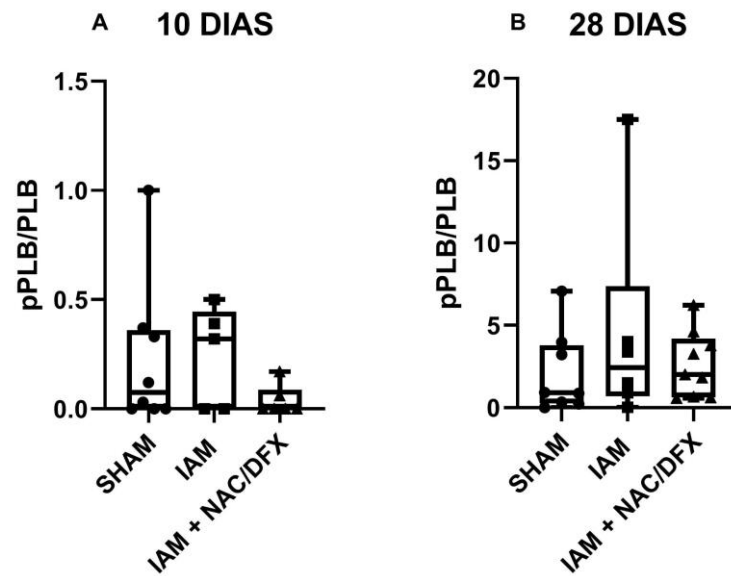 A 10 DIAS
pPLB/PLB
1.5
1.0
0.5
0.0
SHAM
IAM
IAM + NAC/DFX
B 28 DIAS
pPLB/PLB
20
15
10
5
0
SHAM
IAM
IAM + NAC/DFX